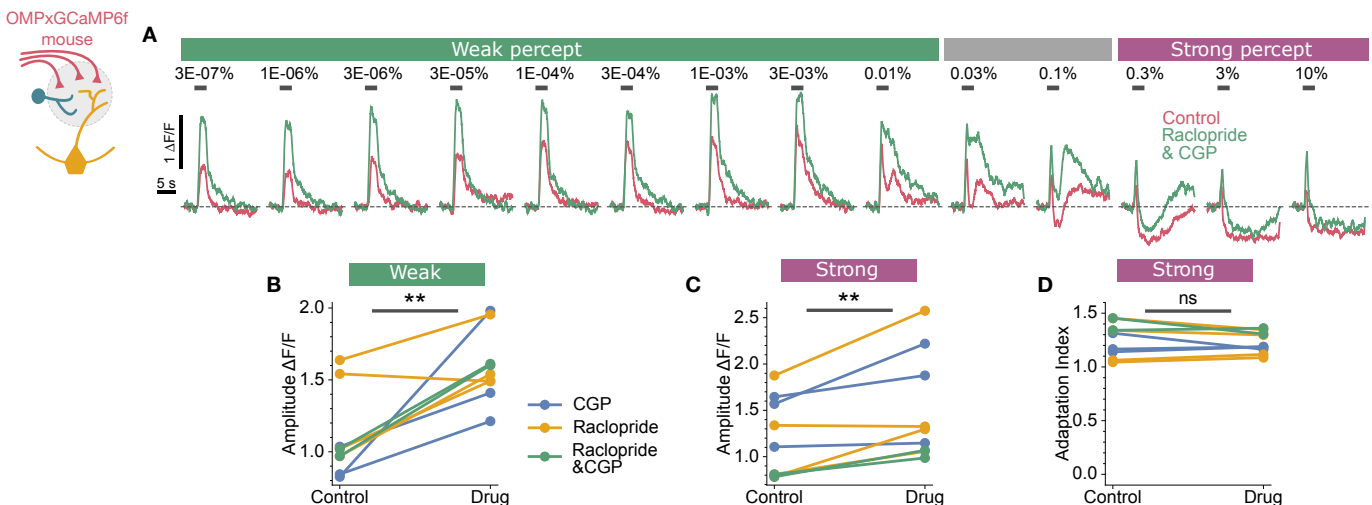 OMPxGCaMP6f
mouse
A
Weak percept
Strong percept
3E-07% 1E-06% 3E-06% 3E-05% 1E-04% 3E-04% 1E-03% 3E-03% 0.01% 0.03% 0.1% 0.3% 3% 10%
1 ΔF/F
5 s
Control
Raclopride
& CGP
B
Weak
**
Amplitude ΔF/F
2.0
1.5
1.0
Control Drug
CGP
Raclopride
Raclopride
&CGP
C
Strong
**
Amplitude ΔF/F
2.5
2.0
1.5
1.0
Control Drug
D
Strong
ns
Adaptation Index
1.5
1.0
0.5
0.0
Control Drug